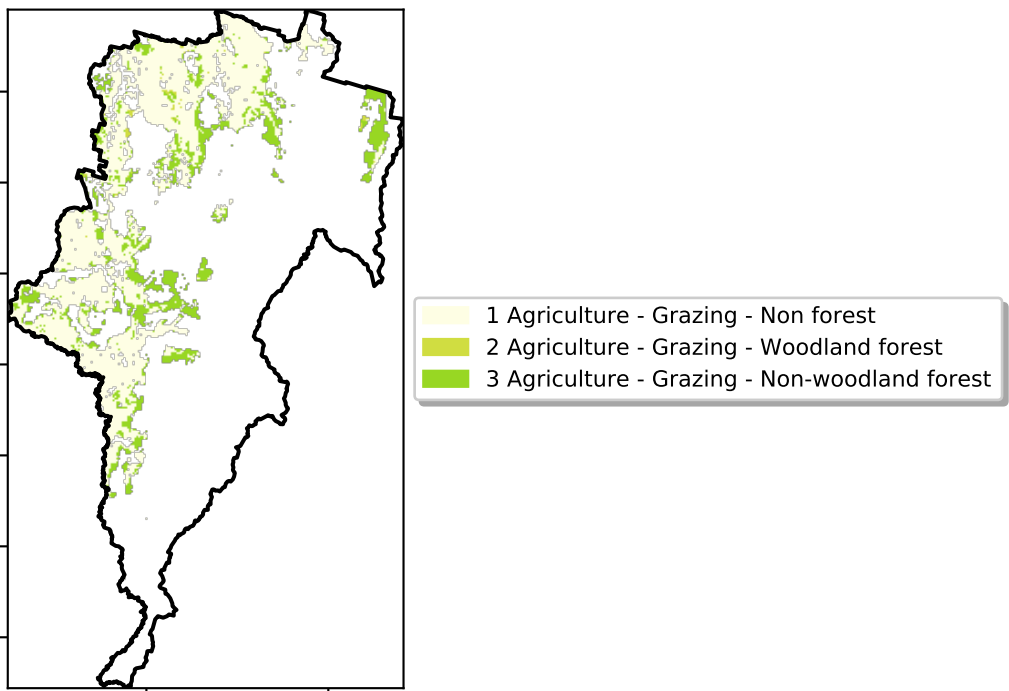 1 Agriculture - Grazing - Non forest
2 Agriculture - Grazing - Woodland forest
3 Agriculture - Grazing - Non-woodland forest